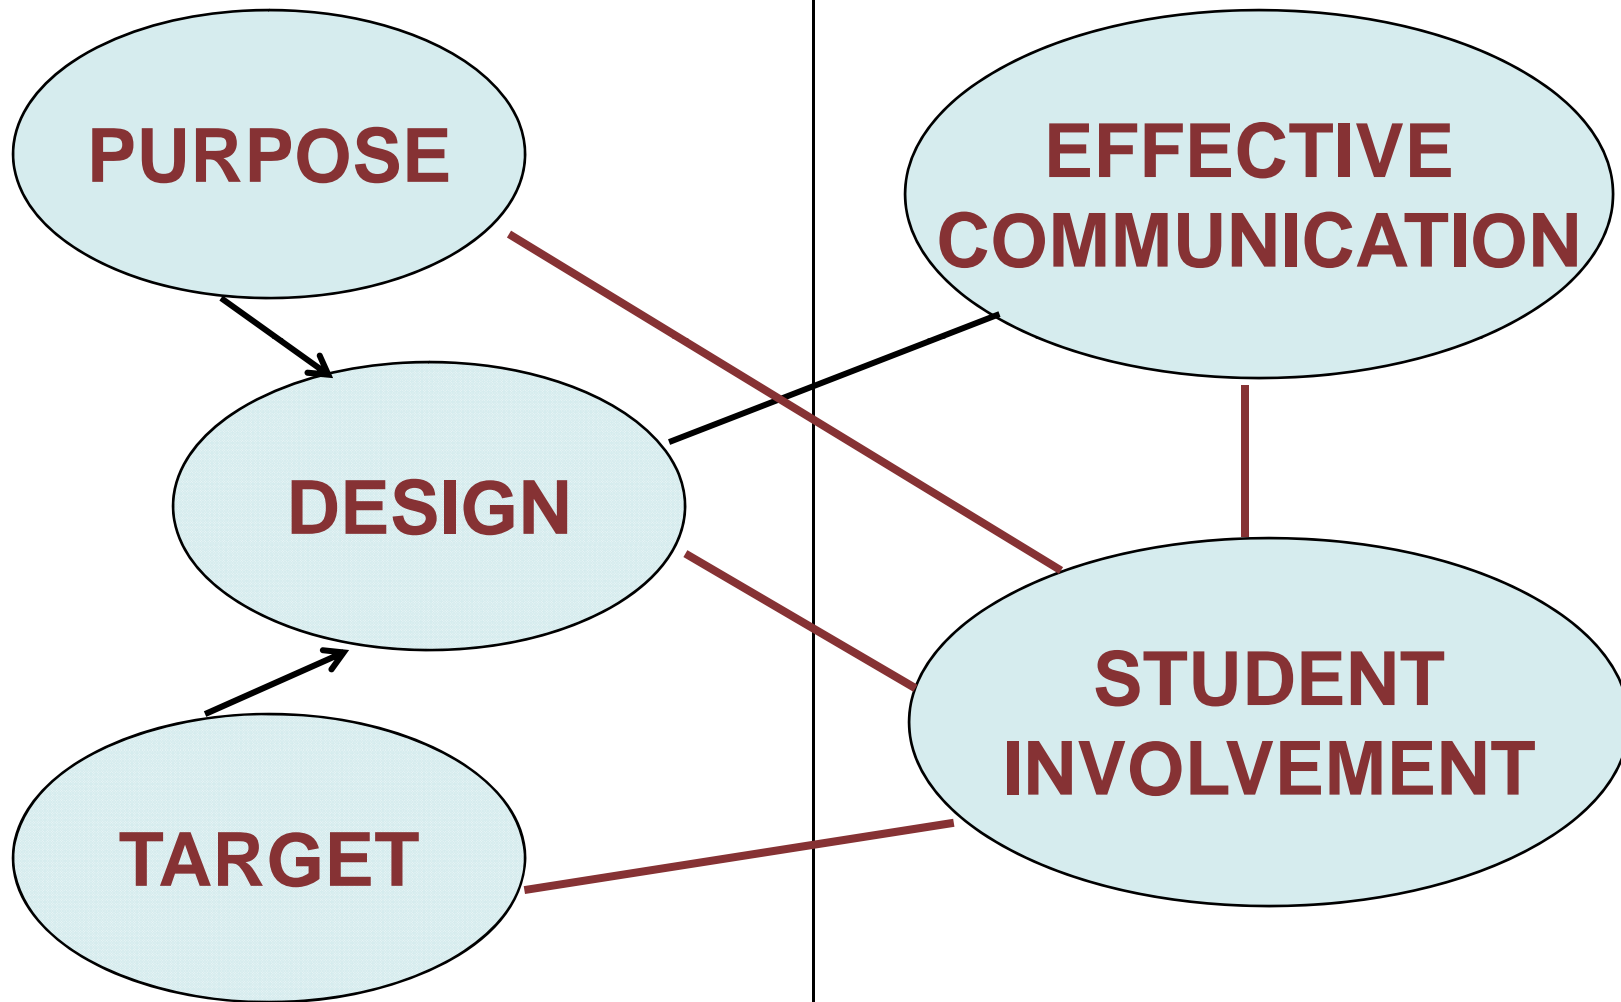 PURPOSE
DESIGN
TARGET
EFFECTIVE
COMMUNICATION
STUDENT
INVOLVEMENT